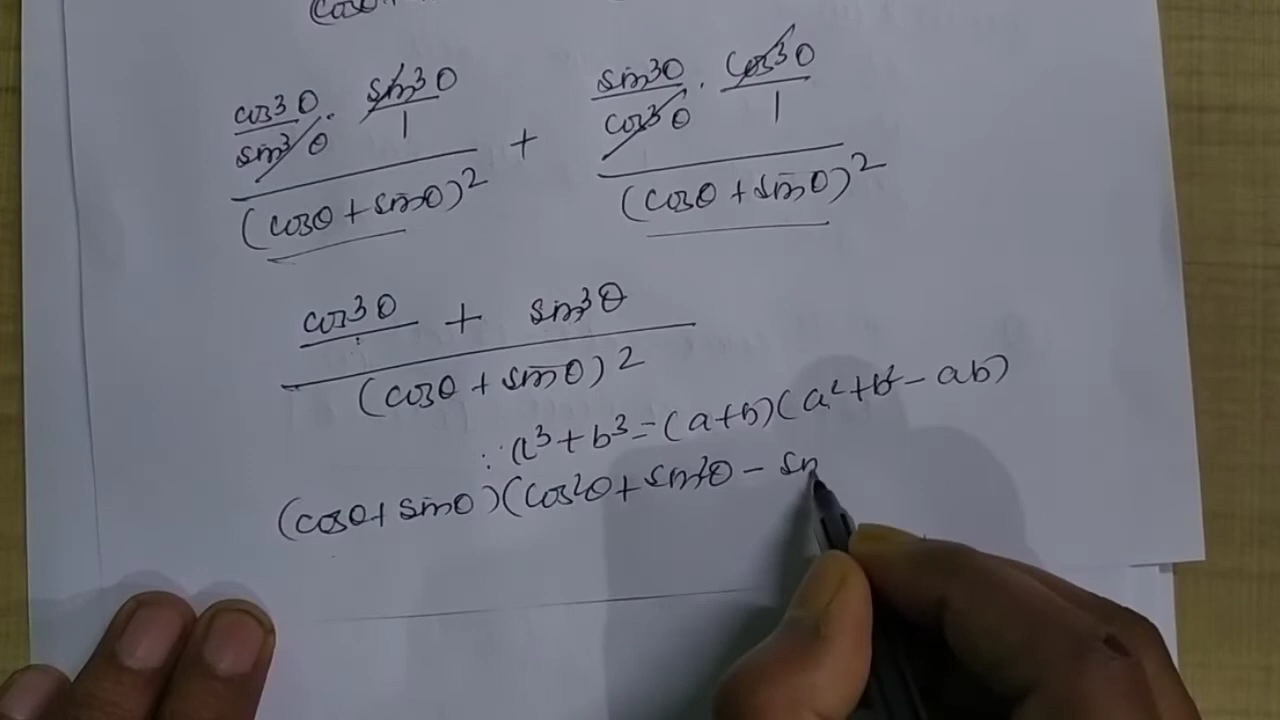 cos³θ/sin³θ · sin³θ/1 + sin³θ/cos³θ · cos³θ/1
(cosθ + sinθ)² (cosθ + sinθ)²
cos³θ + sin³θ
(cosθ + sinθ)²
∵ a³ + b³ = (a+b)(a² + b² - ab)
(cosθ + sinθ)(cos²θ + sin²θ - sin